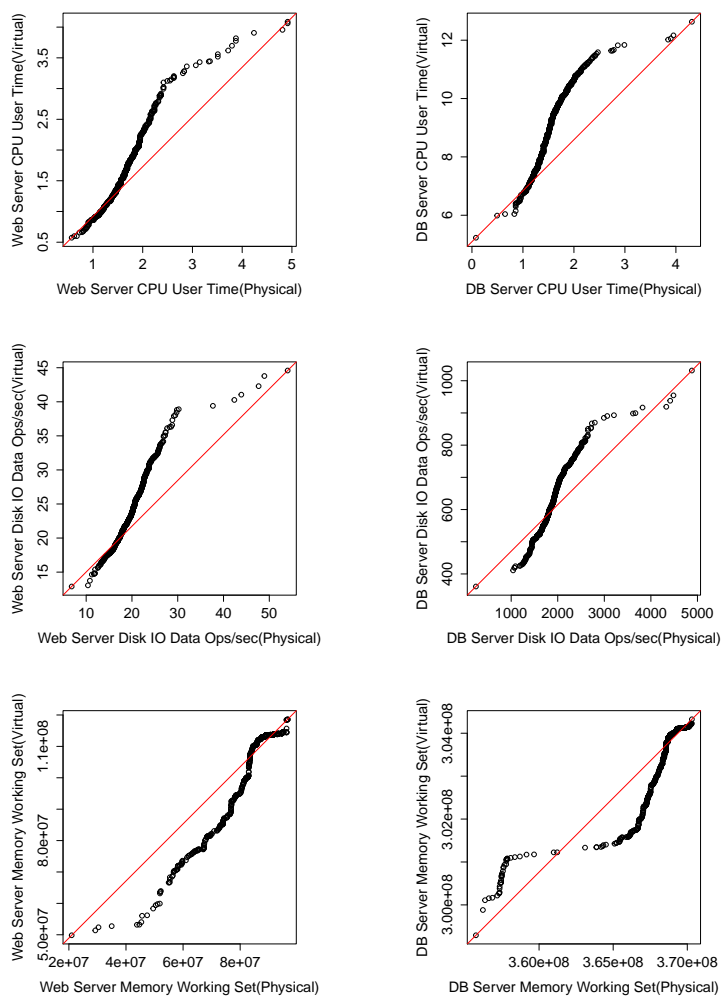 Web Server CPU User Time(Virtual)
0.5 1.5 2.5 3.5
1 2 3 4 5
Web Server CPU User Time(Physical)
DB Server CPU User Time(Virtual)
6 8 10 12
0 1 2 3 4
DB Server CPU User Time(Physical)
Web Server Disk IO Data Ops/sec(Virtual)
15 20 25 30 35 40 45
10 20 30 40 50
Web Server Disk IO Data Ops/sec(Physical)
DB Server Disk IO Data Ops/sec(Virtual)
400 600 800 1000
1000 2000 3000 4000 5000
DB Server Disk IO Data Ops/sec(Physical)
Web Server Memory Working Set(Virtual)
5.0e+07 8.0e+07 1.1e+08
2e+07 4e+07 6e+07 8e+07
Web Server Memory Working Set(Physical)
DB Server Memory Working Set(Virtual)
3.00e+08 3.02e+08 3.04e+08
3.60e+08 3.65e+08 3.70e+08
DB Server Memory Working Set(Physical)